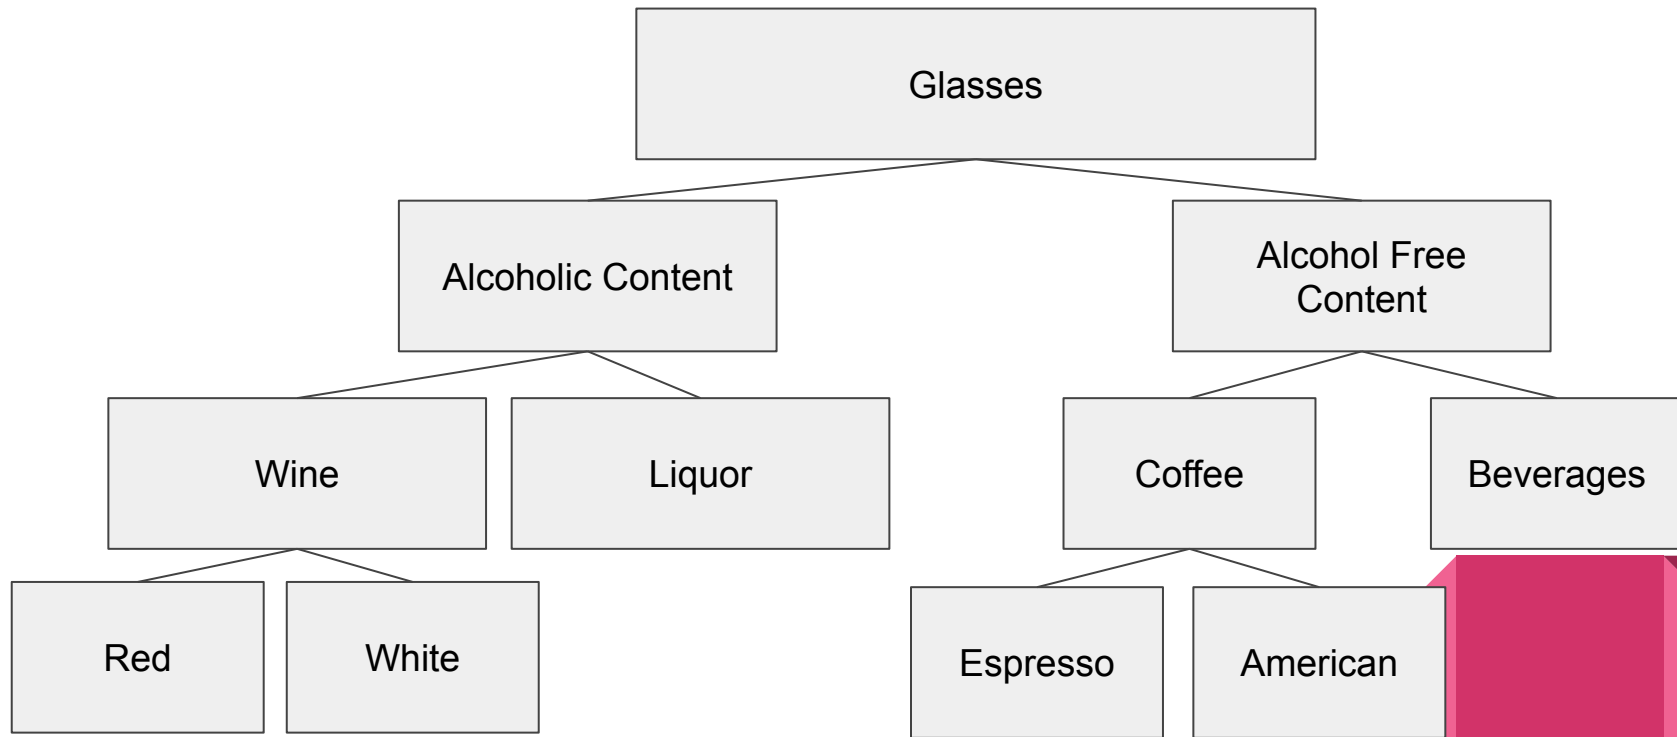 Glasses
Alcoholic Content
Alcohol Free
Content
Wine
Liquor
Coffee
Beverages
Red
White
Espresso
American